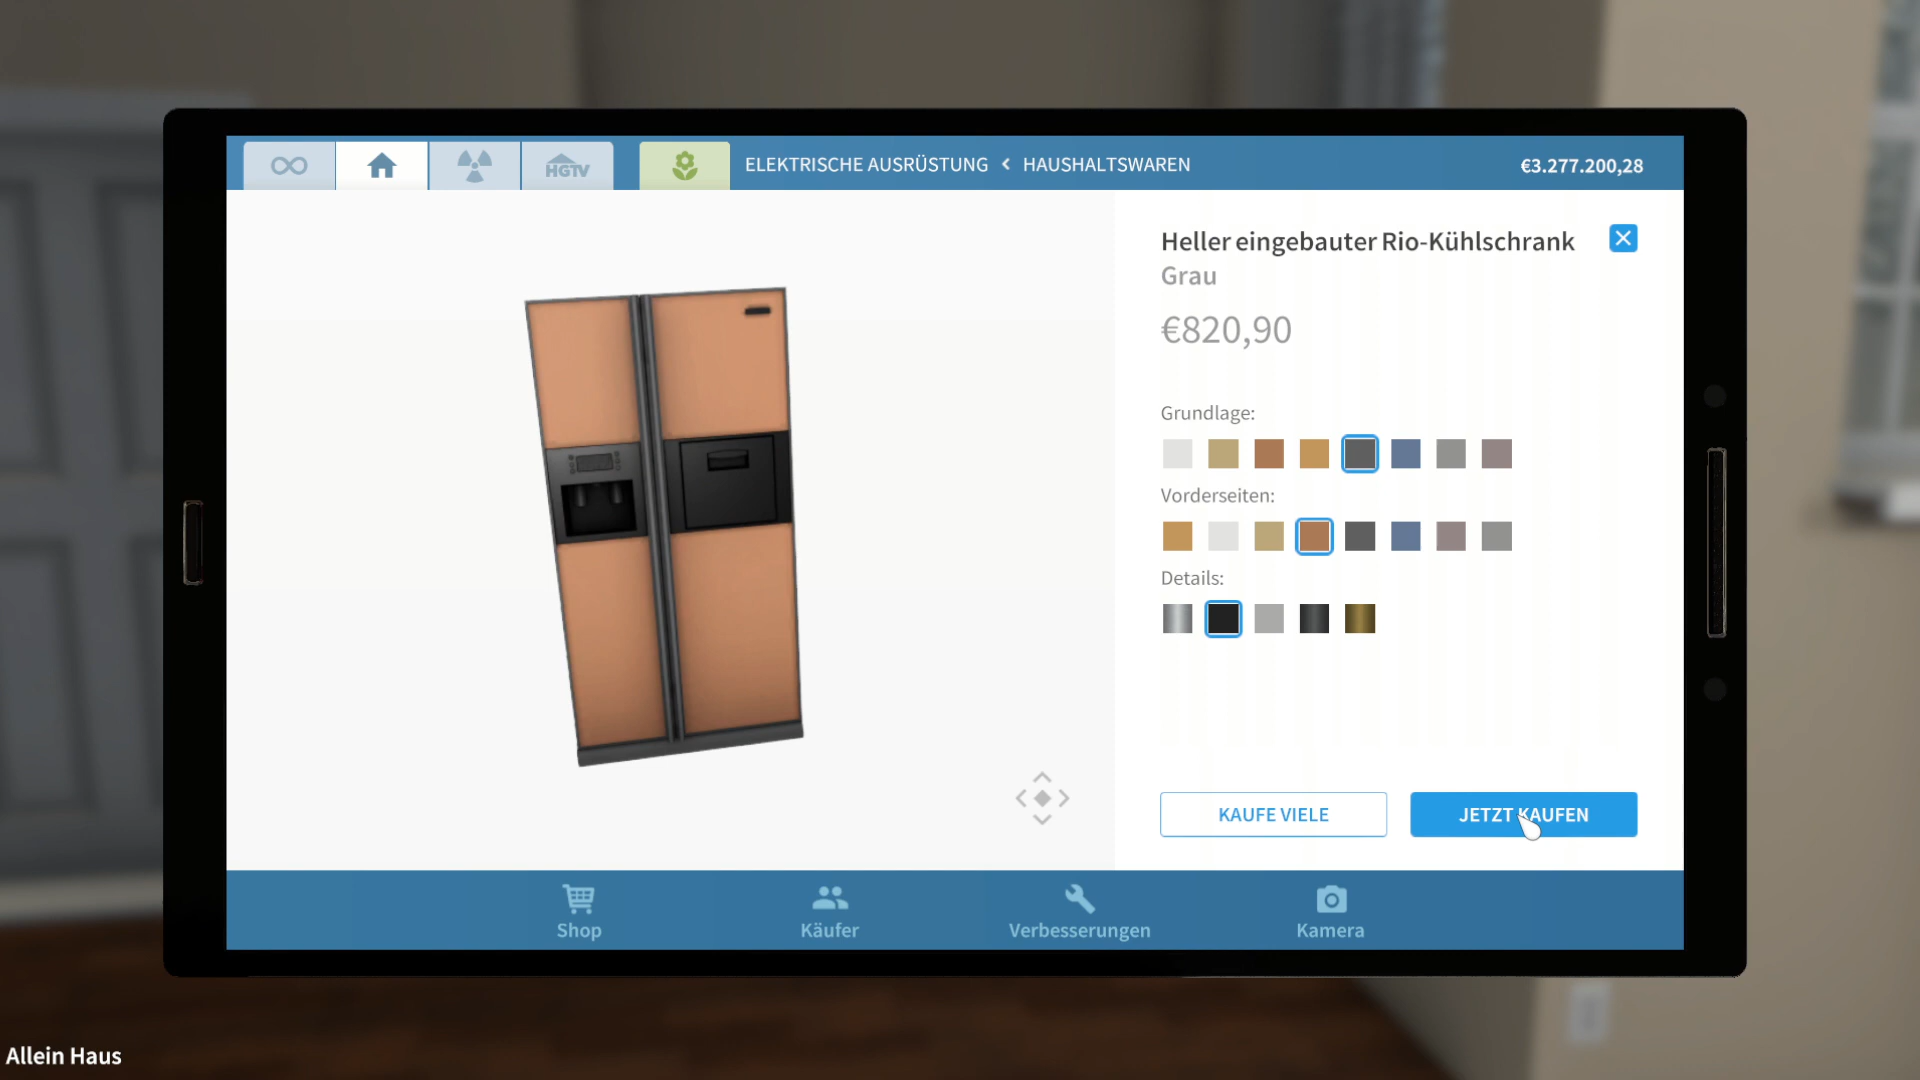 HGTV
ELEKTRISCHE AUSRÜSTUNG < HAUSHALTSWAREN
€3.277.200,28
Heller eingebauter Rio-Kühlschrank
Grau
€820,90
Grundlage:
Vorderseiten:
Details:
KAUFE VIELE
JETZT KAUFEN
Shop
Käufer
Verbesserungen
Kamera
Allein Haus